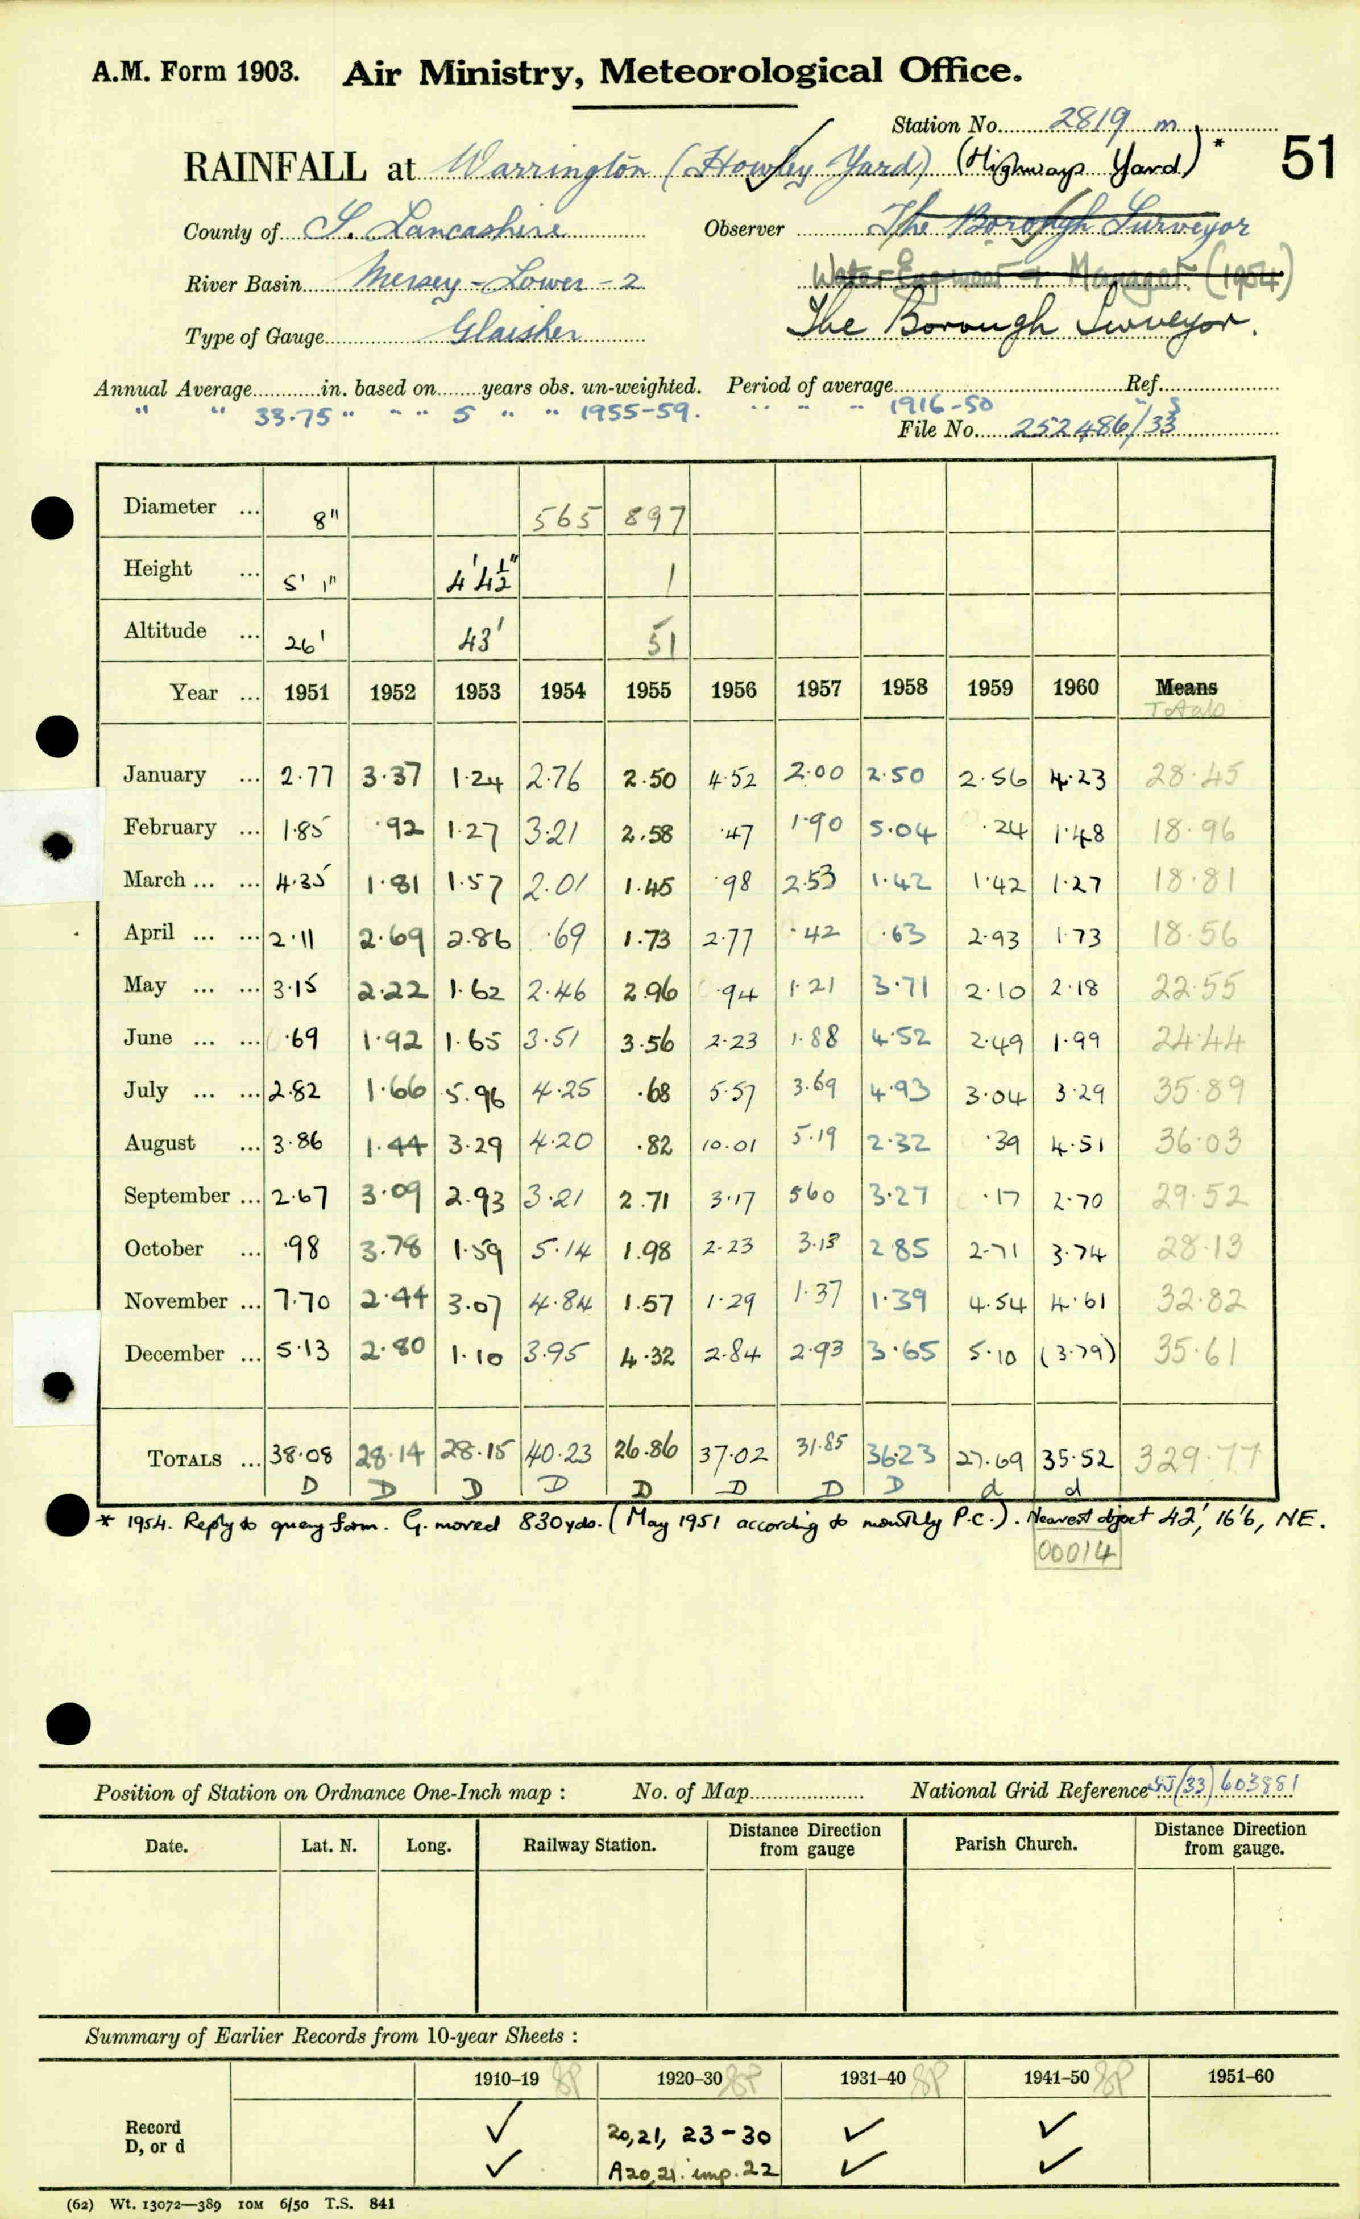 A.M. Form 1903. Air Ministry, Meteorological Office.
Station No. 2819 m
RAINFALL at Warrington (Howley Yard) (Highways Yard) * 51
County of S. Lancashire Observer The Borough Surveyor
River Basin Mersey - Lower - 2 Water Manager (1954)
Type of Gauge Glaisher The Borough Surveyor.
Annual Average in. based on years obs. un-weighted. Period of average Ref.
" " 33.75 " " " 5 " " 1955-59. " " " 1916-50 "
File No. 252486/33
Diameter ... 8" 565 897
Height ... 5' 1" 4' 4½" 1
Altitude ... 26' 43' 51
Year ... 1951 1952 1953 1954 1955 1956 1957 1958 1959 1960 Means
Totals
January ... 2.77 3.37 1.24 2.76 2.50 4.52 2.00 2.50 2.56 4.23 28.45
February ... 1.85 .92 1.27 3.21 2.58 .47 1.90 5.04 .24 1.48 18.96
March ... ... 4.35 1.81 1.57 2.01 1.45 .98 2.53 1.42 1.42 1.27 18.81
April ... ... 2.11 2.69 2.86 .69 1.73 2.77 .42 .63 2.93 1.73 18.56
May ... ... 3.15 2.22 1.62 2.46 2.96 .94 1.21 3.71 2.10 2.18 22.55
June ... ... .69 1.92 1.65 3.51 3.56 2.23 1.88 4.52 2.49 1.99 24.44
July ... ... 2.82 1.66 5.96 4.25 .68 5.57 3.69 4.93 3.04 3.29 35.89
August ... 3.86 1.44 3.29 4.20 .82 10.01 5.19 2.32 .39 4.51 36.03
September ... 2.67 3.09 2.93 3.21 2.71 3.17 5.60 3.27 .17 2.70 29.52
October ... .98 3.78 1.59 5.14 1.98 2.23 3.13 2.85 2.71 3.74 28.13
November ... 7.70 2.44 3.07 4.84 1.57 1.29 1.37 1.39 4.54 4.61 32.82
December ... 5.13 2.80 1.10 3.95 4.32 2.84 2.93 3.65 5.10 (3.79) 35.61
Totals ... 38.08 28.14 28.15 40.23 26.86 37.02 31.85 36.23 27.69 35.52 329.77
D D D D D D D D d d
* 1954. Reply to query form. G. moved 830 yds. (May 1951 according to monthly P.C.). Nearest object 42', 16'6, NE.
00014
Position of Station on Ordnance One-Inch map : No. of Map National Grid Reference SJ (33) 603881
Date. Lat. N. Long. Railway Station. Distance Direction from gauge Parish Church. Distance Direction from gauge.
Summary of Earlier Records from 10-year Sheets :
1910-19 1920-30 1931-40 1941-50 1951-60
Record ✓ 20, 21, 23-30 ✓ ✓
D, or d ✓ A20, 21. imp. 22 ✓ ✓
(62) Wt. 13072—389 10M 6/50 T.S. 841